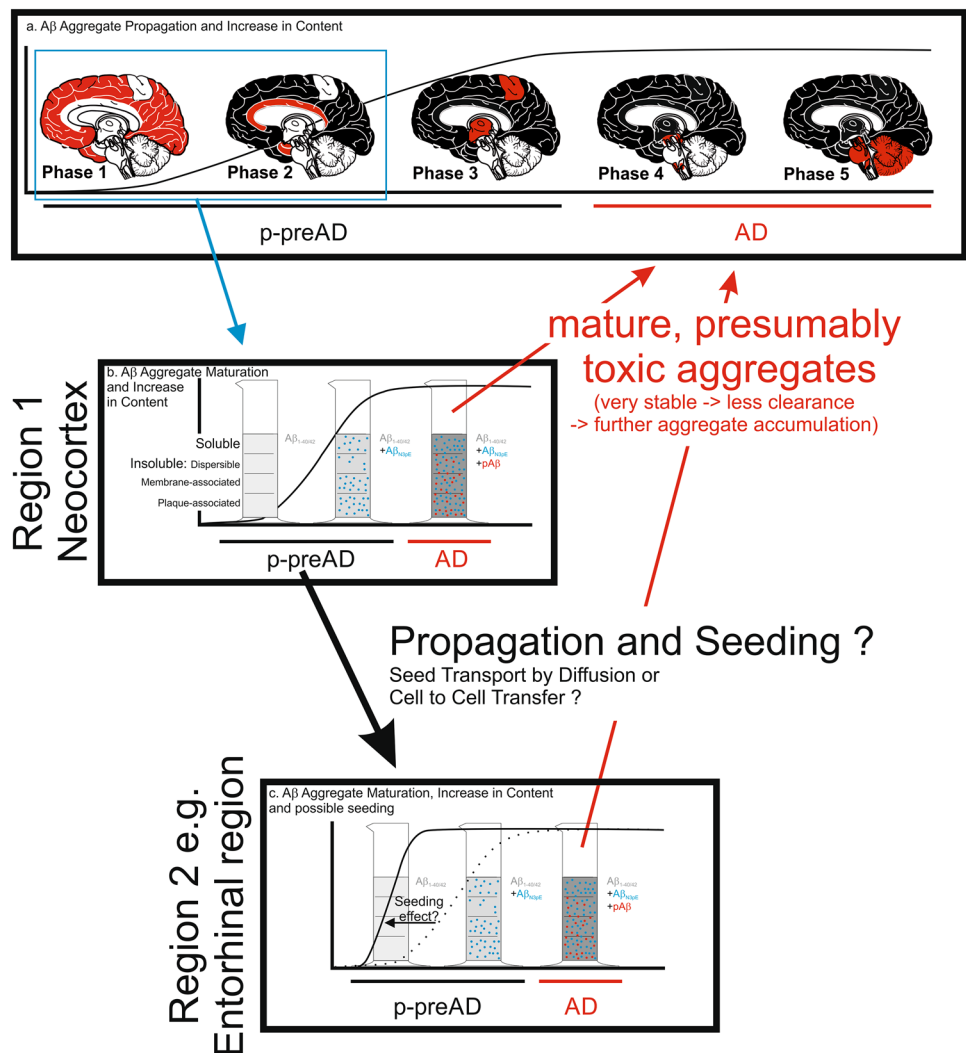 a. Aβ Aggregate Propagation and Increase in Content
Phase 1
Phase 2
Phase 3
Phase 4
Phase 5
p-preAD
AD
mature, presumably
toxic aggregates
(very stable -> less clearance
-> further aggregate accumulation)
Region 1
Neocortex
b. Aβ Aggregate Maturation
and Increase
in Content
Soluble
Insoluble: Dispersible
Membrane-associated
Plaque-associated
Aβ1-40/42
Aβ1-40/42
+AβN3pE
Aβ1-40/42
+AβN3pE
+pAβ
p-preAD
AD
Propagation and Seeding ?
Seed Transport by Diffusion or
Cell to Cell Transfer ?
Region 2 e.g.
Entorhinal region
c. Aβ Aggregate Maturation, Increase in Content
and possible seeding
Aβ1-40/42
Seeding
effect?
Aβ1-40/42
+AβN3pE
Aβ1-40/42
+AβN3pE
+pAβ
p-preAD
AD